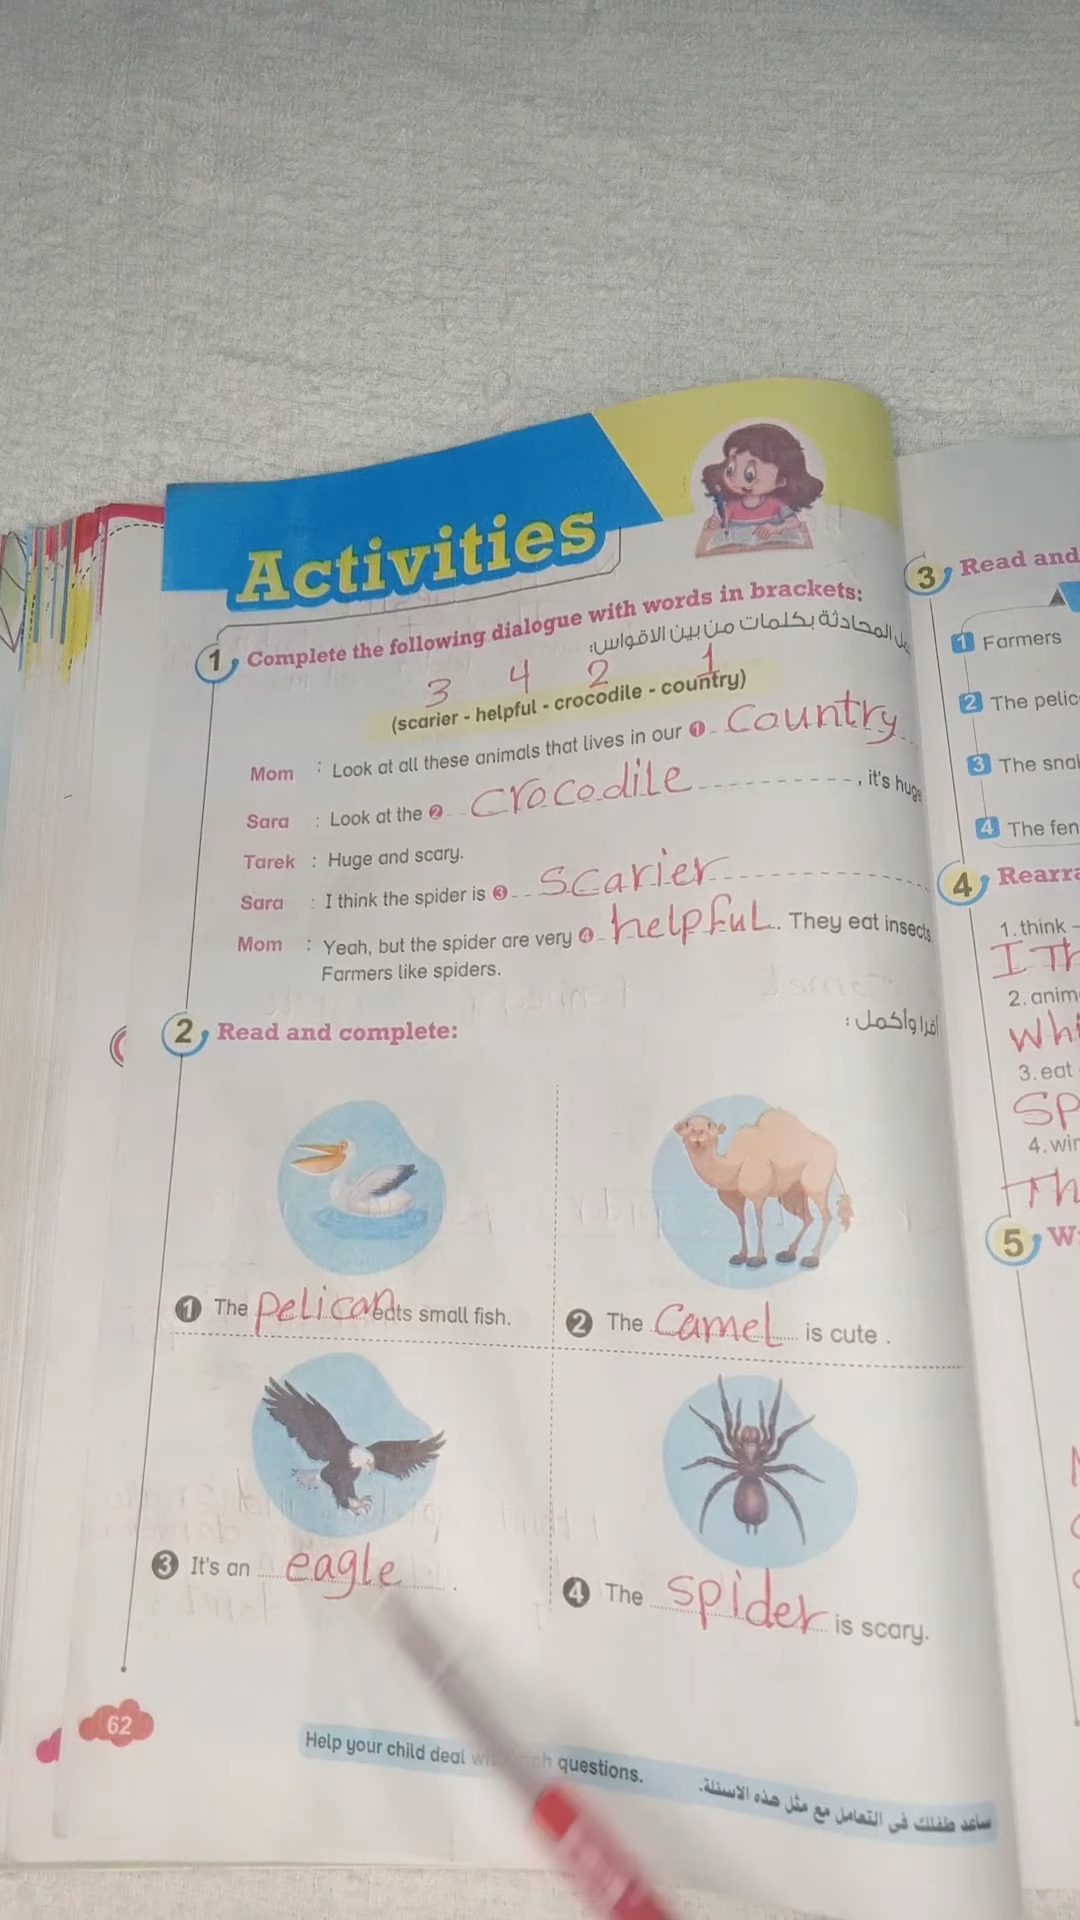 Activities
1 Complete the following dialogue with words in brackets:
المحادثة بكلمات من بين الاقواس:
3 4 2 1
(scarier - helpful - crocodile - country)
Mom : Look at all these animals that lives in our 1 country
Sara : Look at the 2 crocodile , it's huge
Tarek : Huge and scary.
Sara : I think the spider is 3 scarier
Mom : Yeah, but the spider are very 4 helpful. They eat insects.
Farmers like spiders.
2 Read and complete:
اقرا وأكمل:
1 The pelican eats small fish.
2 The camel is cute .
3 It's an eagle .
4 The spider is scary.
62
Help your child deal questions.
ساعد طفلك فى التعامل مع مثل هذه الاسئلة.
3 Read and
1 Farmers
2 The pelic
3 The snak
4 The fen
4 Rearra
1. think -
I Th
2. anim
Wh
3. eat
SP
4. wir
Th
5 W